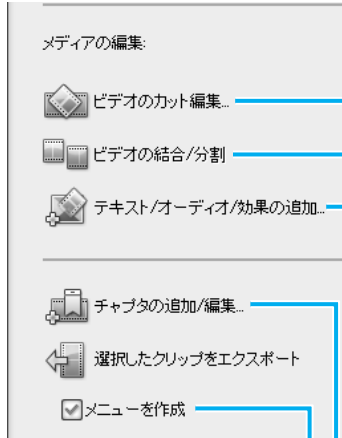 メディアの編集:
ビデオのカット編集...
ビデオの結合/分割
テキスト/オーディオ/効果の追加...
チャプタの追加/編集...
選択したクリップをエクスポート
メニューを作成